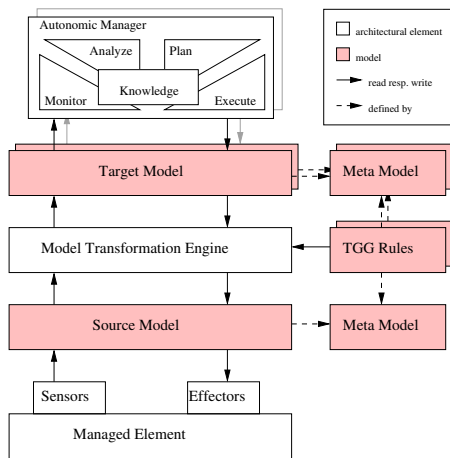 Autonomic Manager
Analyze
Plan
Knowledge
Monitor
Execute
architectural element
model
read resp. write
defined by
Target Model
Meta Model
Model Transformation Engine
TGG Rules
Source Model
Meta Model
Sensors
Effectors
Managed Element